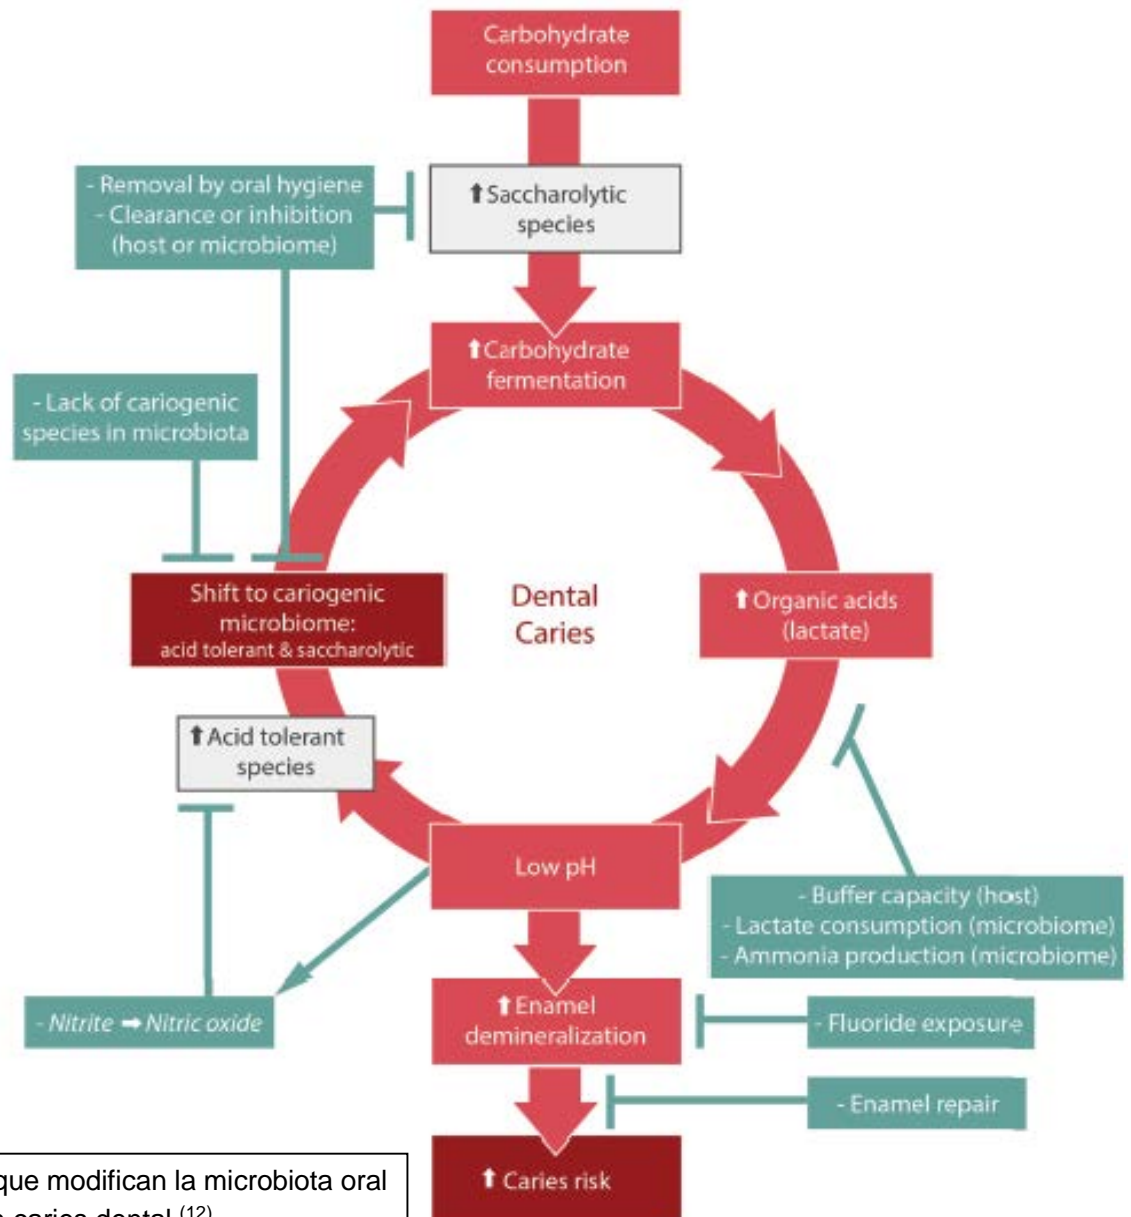 Carbohydrate
consumption
- Removal by oral hygiene
- Clearance or inhibition
(host or microbiome)
⬆Saccharolytic
species
⬆Carbohydrate
fermentation
- Lack of cariogenic
species in microbiota
Shift to cariogenic
microbiome:
acid tolerant & saccharolytic
Dental
Caries
⬆Organic acids
(lactate)
⬆Acid tolerant
species
Low pH
- Buffer capacity (host)
- Lactate consumption (microbiome)
- Ammonia production (microbiome)
- Nitrite ➡ Nitric oxide
⬆Enamel
demineralization
- Fluoride exposure
- Enamel repair
⬆ Caries risk
que modifican la microbiota oral
caries dental (12)